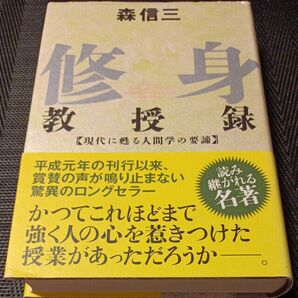 森信三
修身
教授録
【現代に甦る人間学の要諦】
平成元年の刊行以来、
賞賛の声が鳴り止まない
驚異のロングセラー
読み
継がれる
名著
かつてこれほどまで
強く人の心を惹きつけた
授業があっただろうか――。